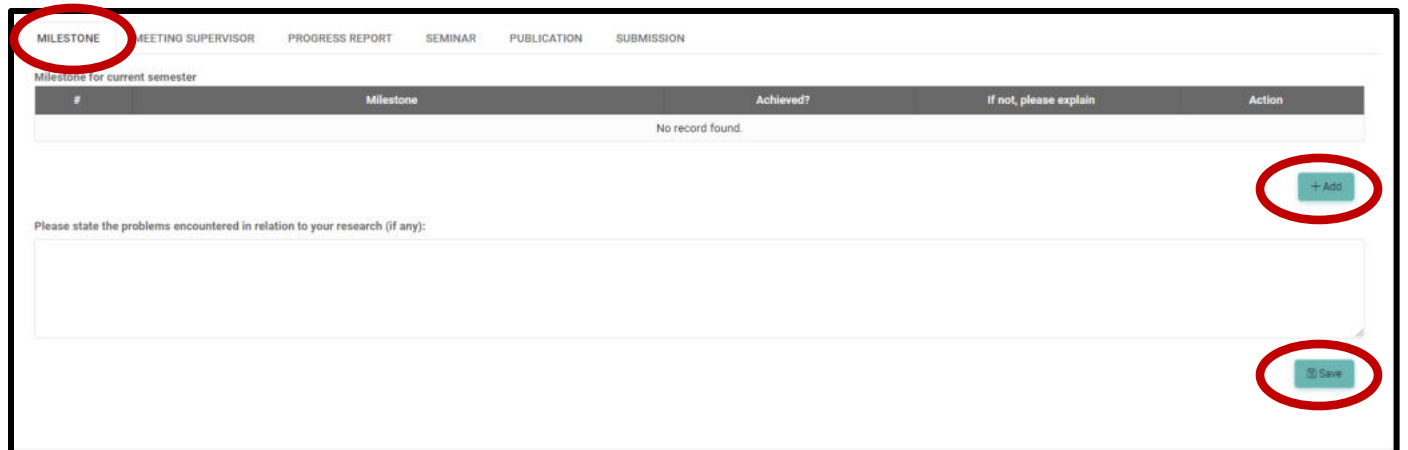 MILESTONE MEETING SUPERVISOR PROGRESS REPORT SEMINAR PUBLICATION SUBMISSION
Milestone for current semester
# Milestone Achieved? If not, please explain Action
No record found.
+ Add
Please state the problems encountered in relation to your research (if any):
Save